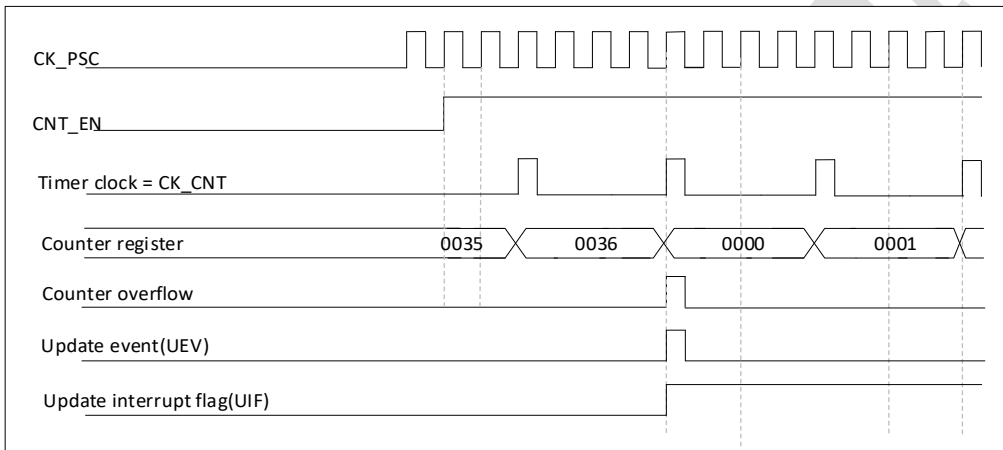 CK_PSC
CNT_EN
Timer clock = CK_CNT
Counter register 0035 0036 0000 0001
Counter overflow
Update event(UEV)
Update interrupt flag(UIF)